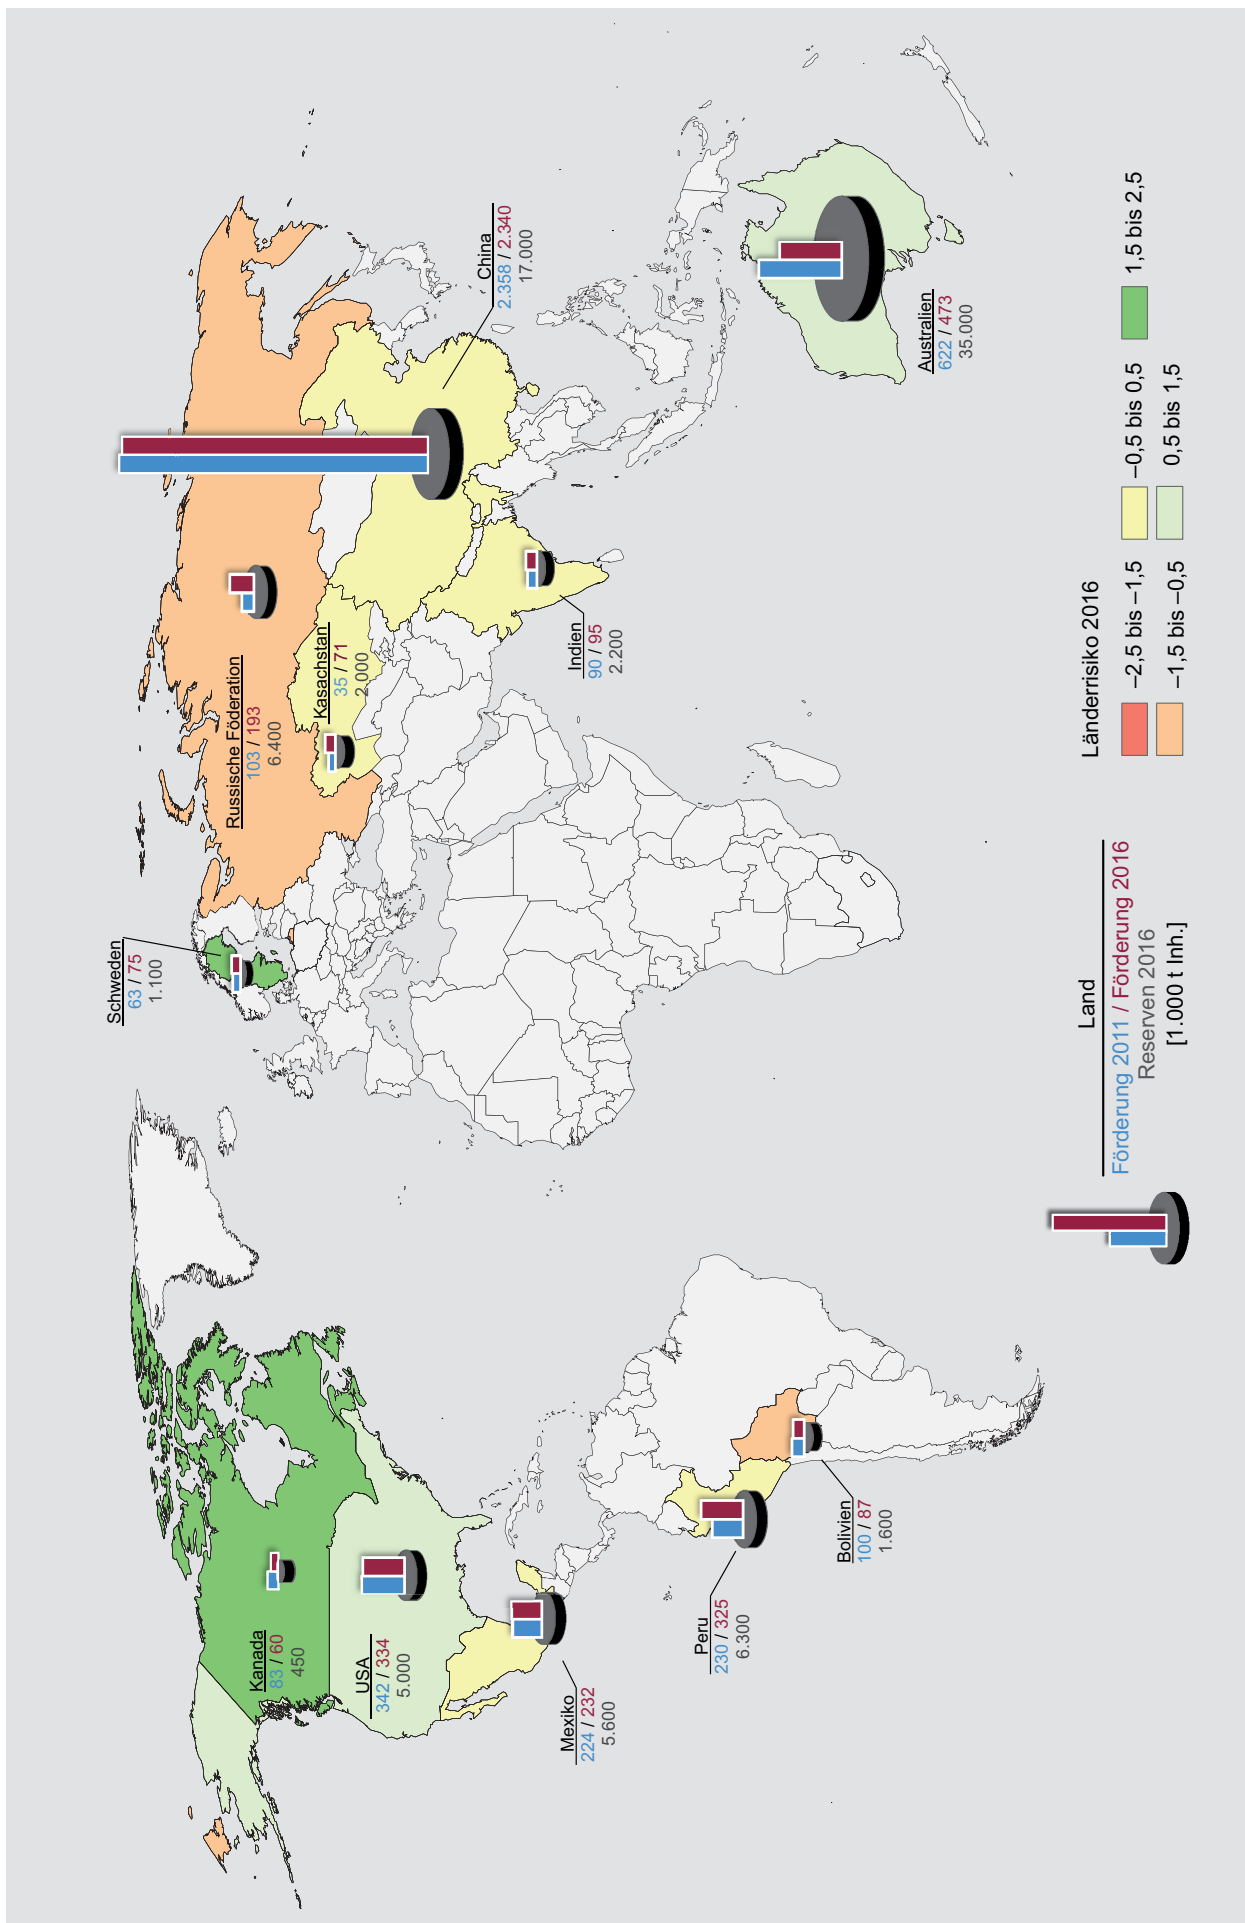 Kanada
83 / 60
450
USA
342 / 334
5.000
Mexiko
224 / 232
5.600
Peru
230 / 325
6.300
Bolivien
100 / 87
1.600
Schweden
63 / 75
1.100
Russische Föderation
103 / 193
6.400
Kasachstan
35 / 71
2.000
Indien
90 / 95
2.200
China
2.358 / 2.340
17.000
Australien
622 / 473
35.000
Land
Förderung 2011 / Förderung 2016
Reserven 2016
[1.000 t Inh.]
Länderrisiko 2016
–2,5 bis –1,5
–0,5 bis 0,5
1,5 bis 2,5
–1,5 bis –0,5
0,5 bis 1,5